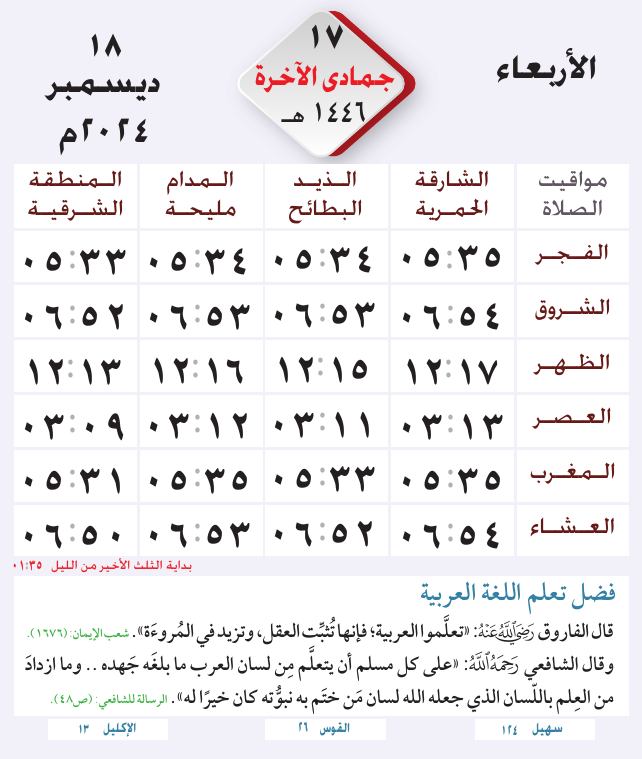 الأربعاء
١٧
جمادى الآخرة
١٤٤٦ هـ
١٨
ديسمبر
٢٠٢٤م
مواقيت الصلاة	الشارقة الحمرية	الذيد البطائح	المدام مليحة	المنطقة الشرقية
الفجر	٠٥:٣٥	٠٥:٣٤	٠٥:٣٤	٠٥:٣٣
الشروق	٠٦:٥٤	٠٦:٥٣	٠٦:٥٣	٠٦:٥٢
الظهر	١٢:١٧	١٢:١٥	١٢:١٦	١٢:١٣
العصر	٠٣:١٣	٠٣:١١	٠٣:١٢	٠٣:٠٩
المغرب	٠٥:٣٥	٠٥:٣٣	٠٥:٣٥	٠٥:٣١
العشاء	٠٦:٥٤	٠٦:٥٢	٠٦:٥٣	٠٦:٥٠
بداية الثلث الأخير من الليل ٠١:٣٥
فضل تعلم اللغة العربية
قال الفاروق رَضِيَ اللَّهُ عَنْهُ: «تعلَّموا العربية؛ فإنها تُثبِّت العقل، وتزيد في المُروءَة». شعب الإيمان: (١٦٧٦).
وقال الشافعي رَحِمَهُ اللَّهُ: «على كل مسلم أن يتعلَّم مِن لسان العرب ما بلغَه جَهده .. وما ازدادَ
من العِلم باللّسان الذي جعله الله لسان مَن ختَم به نبوُّته كان خيرًا له». الرسالة للشافعي: (ص٤٨).
سهيل ١٢٤	القوس ٢٦	الإكليل ١٣